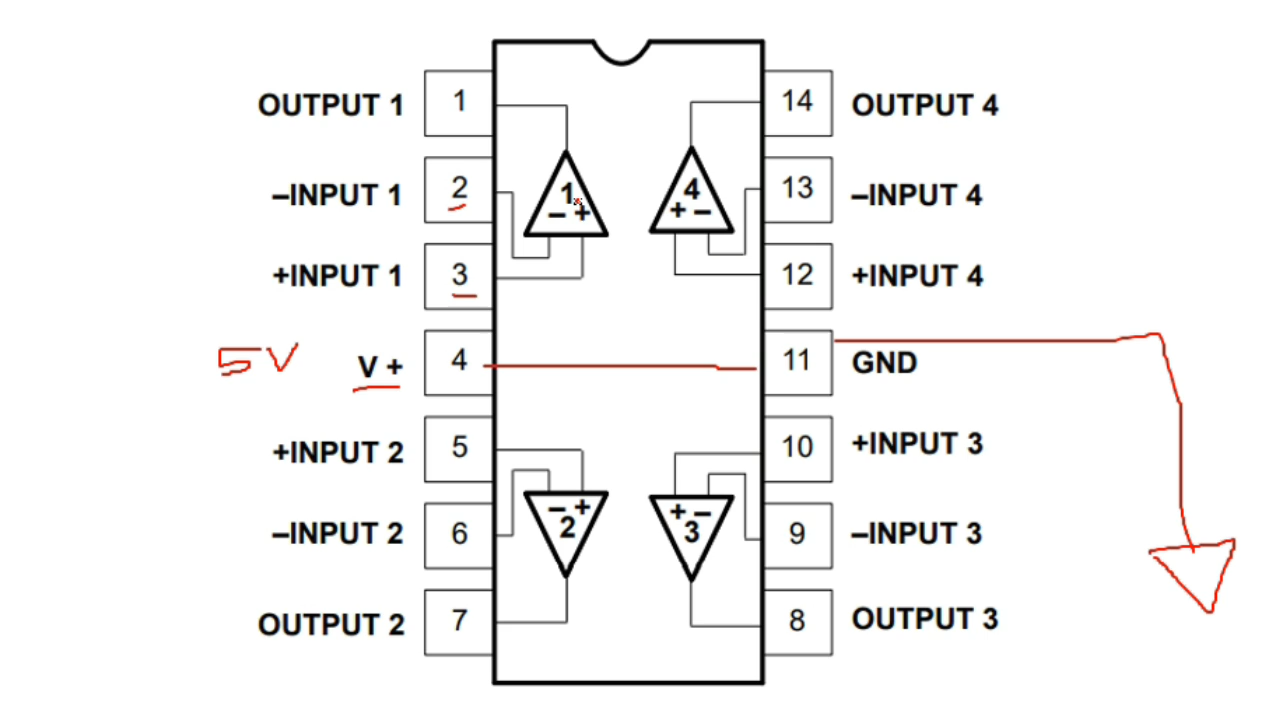 OUTPUT 1 1 14 OUTPUT 4
–INPUT 1 2 13 –INPUT 4
1 4
– + + –
+INPUT 1 3 12 +INPUT 4
5V V + 4 11 GND
+INPUT 2 5 10 +INPUT 3
–INPUT 2 6 9 –INPUT 3
– + + –
2 3
OUTPUT 2 7 8 OUTPUT 3